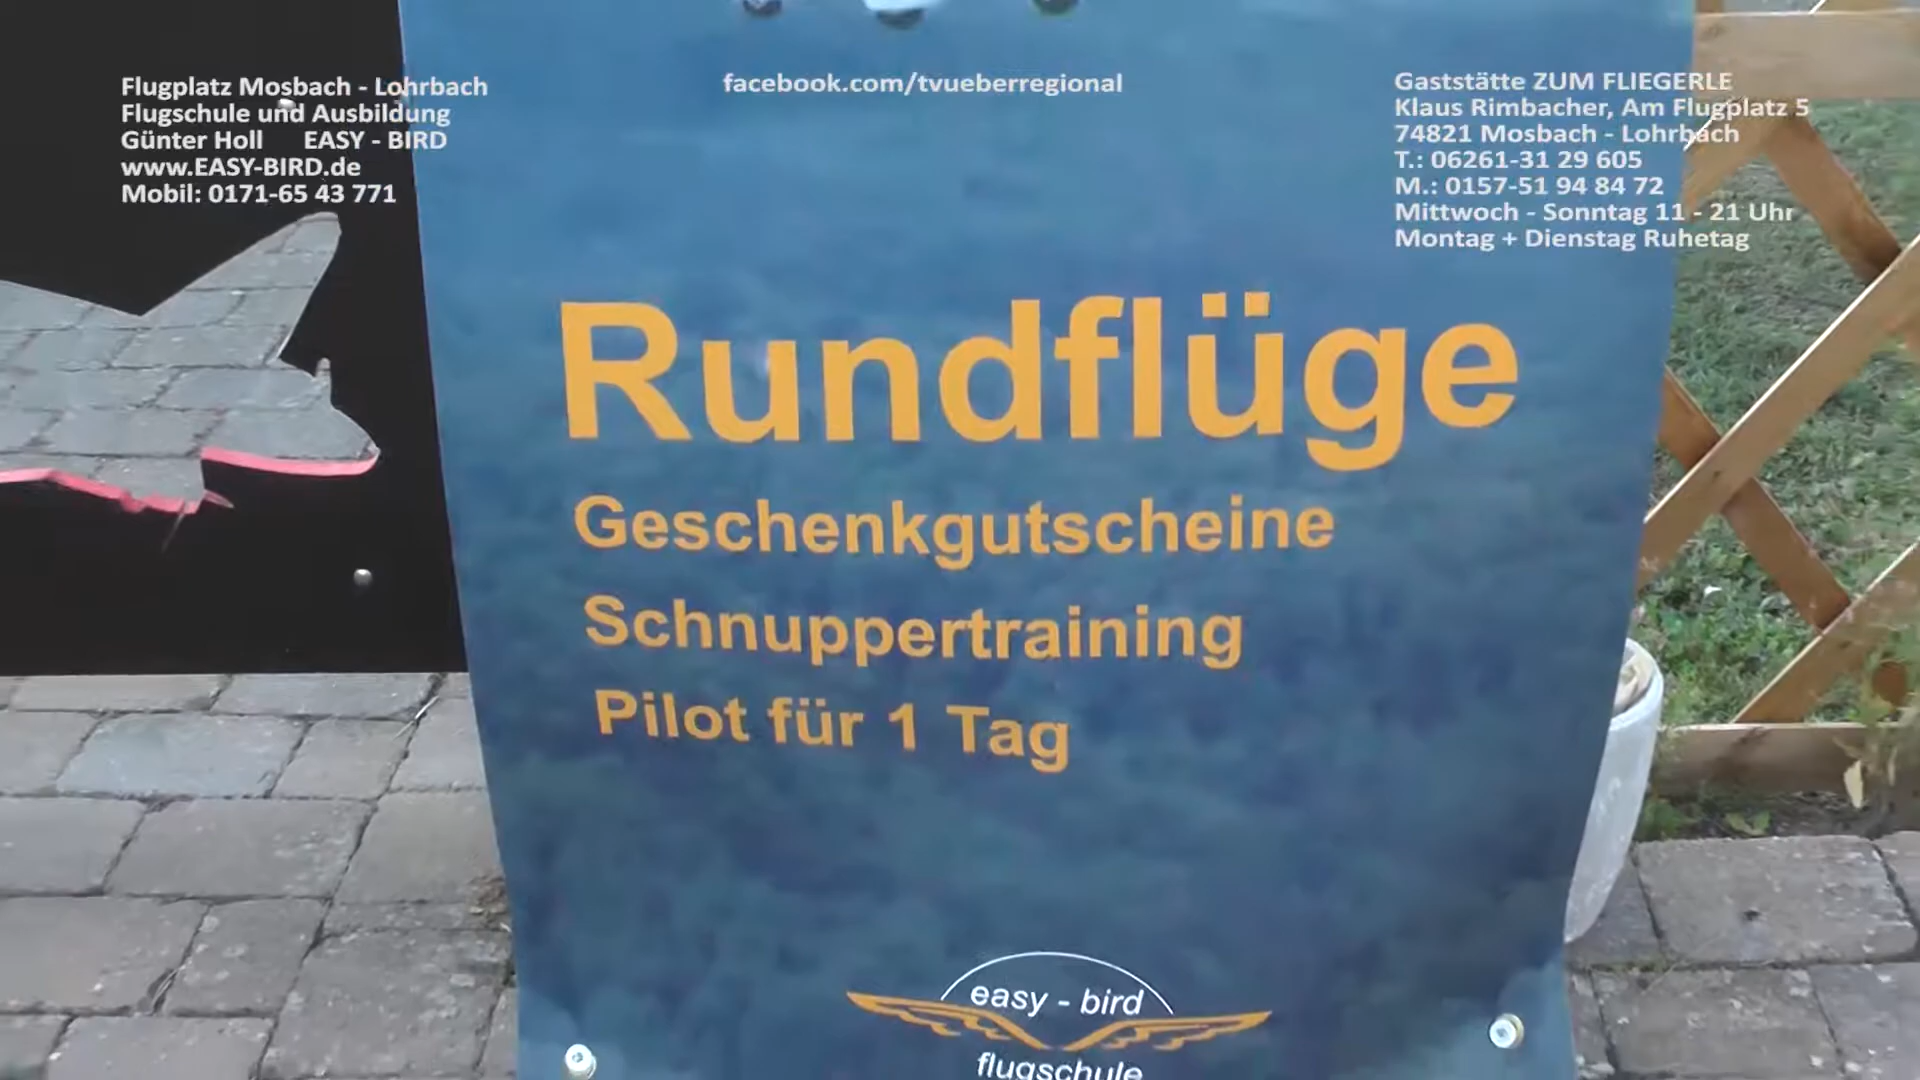 Flugplatz Mosbach - Lohrbach
Flugschule und Ausbildung
Günter Holl EASY - BIRD
www.EASY-BIRD.de
Mobil: 0171-65 43 771
facebook.com/tvueberregional
Gaststätte ZUM FLIEGERLE
Klaus Rimbacher, Am Flugplatz 5
74821 Mosbach - Lohrbach
T.: 06261-31 29 605
M.: 0157-51 94 84 72
Mittwoch - Sonntag 11 - 21 Uhr
Montag + Dienstag Ruhetag
Rundflüge
Geschenkgutscheine
Schnuppertraining
Pilot für 1 Tag
easy - bird
flugschule